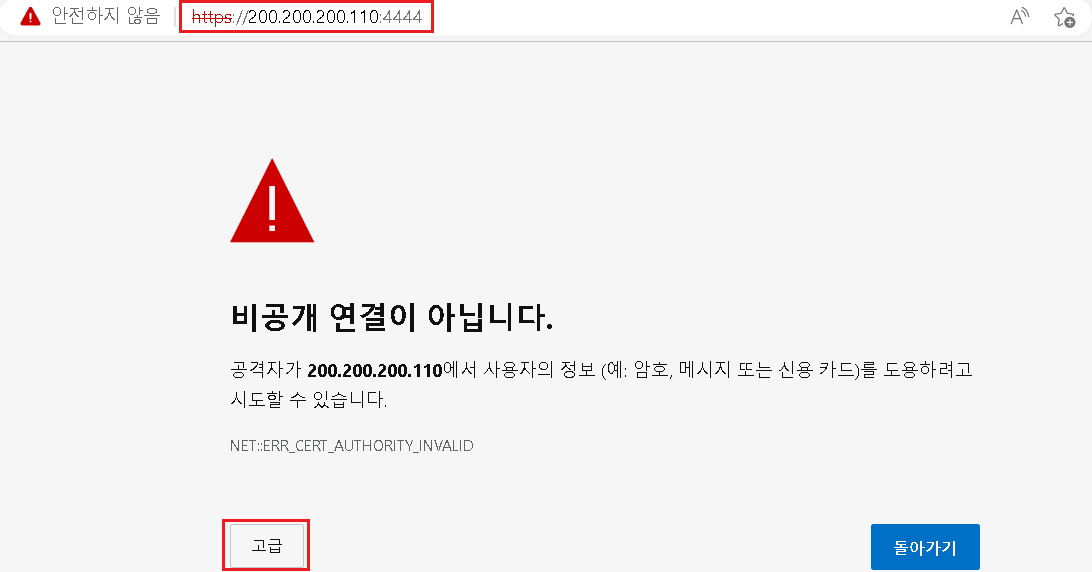 안전하지 않음 https://200.200.200.110:4444
비공개 연결이 아닙니다.
공격자가 200.200.200.110에서 사용자의 정보 (예: 암호, 메시지 또는 신용 카드)를 도용하려고
시도할 수 있습니다.
NET::ERR_CERT_AUTHORITY_INVALID
고급 돌아가기